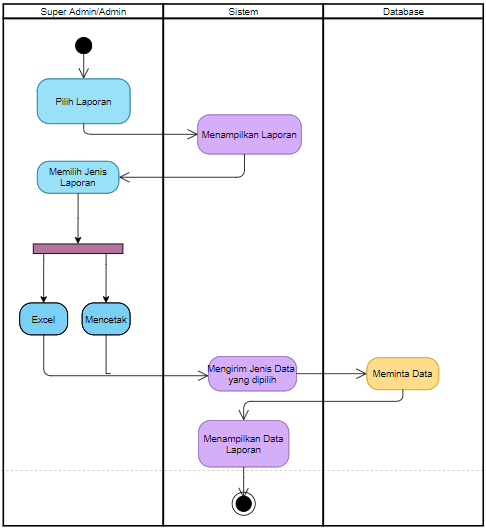 Super Admin/Admin
Sistem
Database
Pilih Laporan
Menampilkan Laporan
Memilih Jenis
Laporan
Excel
Mencetak
Mengirim Jenis Data
yang dipilih
Meminta Data
Menampilkan Data
Laporan